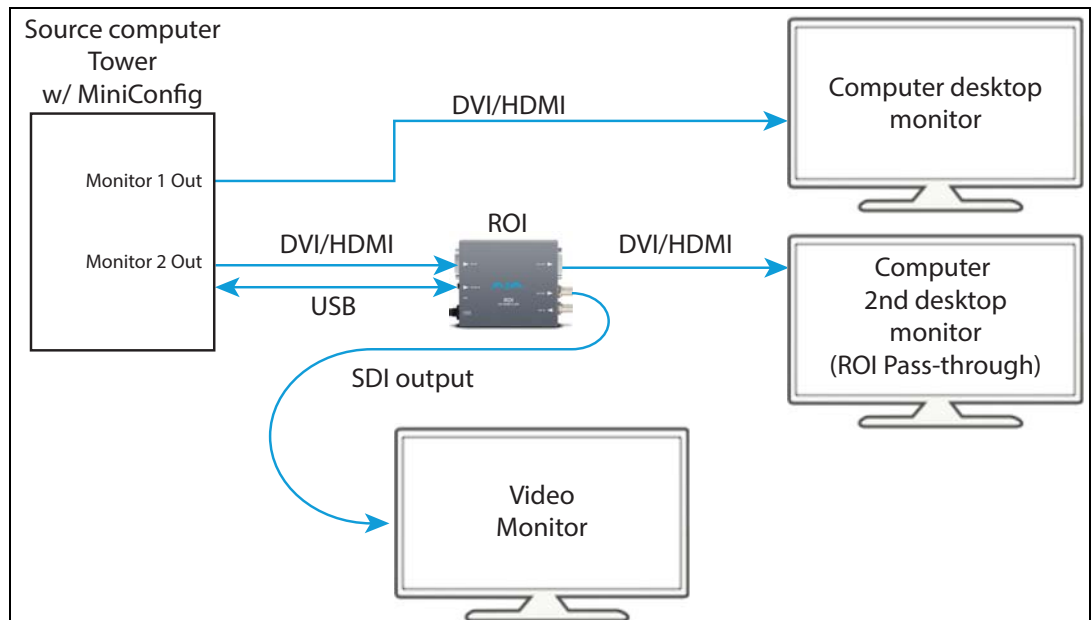 Source computer
Tower
w/ MiniConfig
Monitor 1 Out
Monitor 2 Out
DVI/HDMI
Computer desktop
monitor
ROI
DVI/HDMI
DVI/HDMI
USB
Computer
2nd desktop
monitor
(ROI Pass-through)
SDI output
Video
Monitor